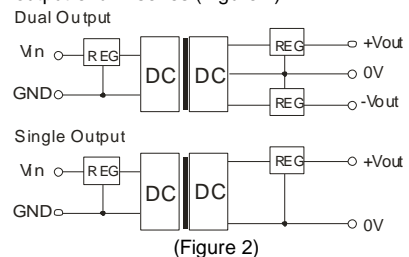 Dual Output
Vin REG REG +Vout
DC DC 0V
GND REG -Vout
Single Output
Vin REG REG +Vout
DC DC
GND 0V
(Figure 2)